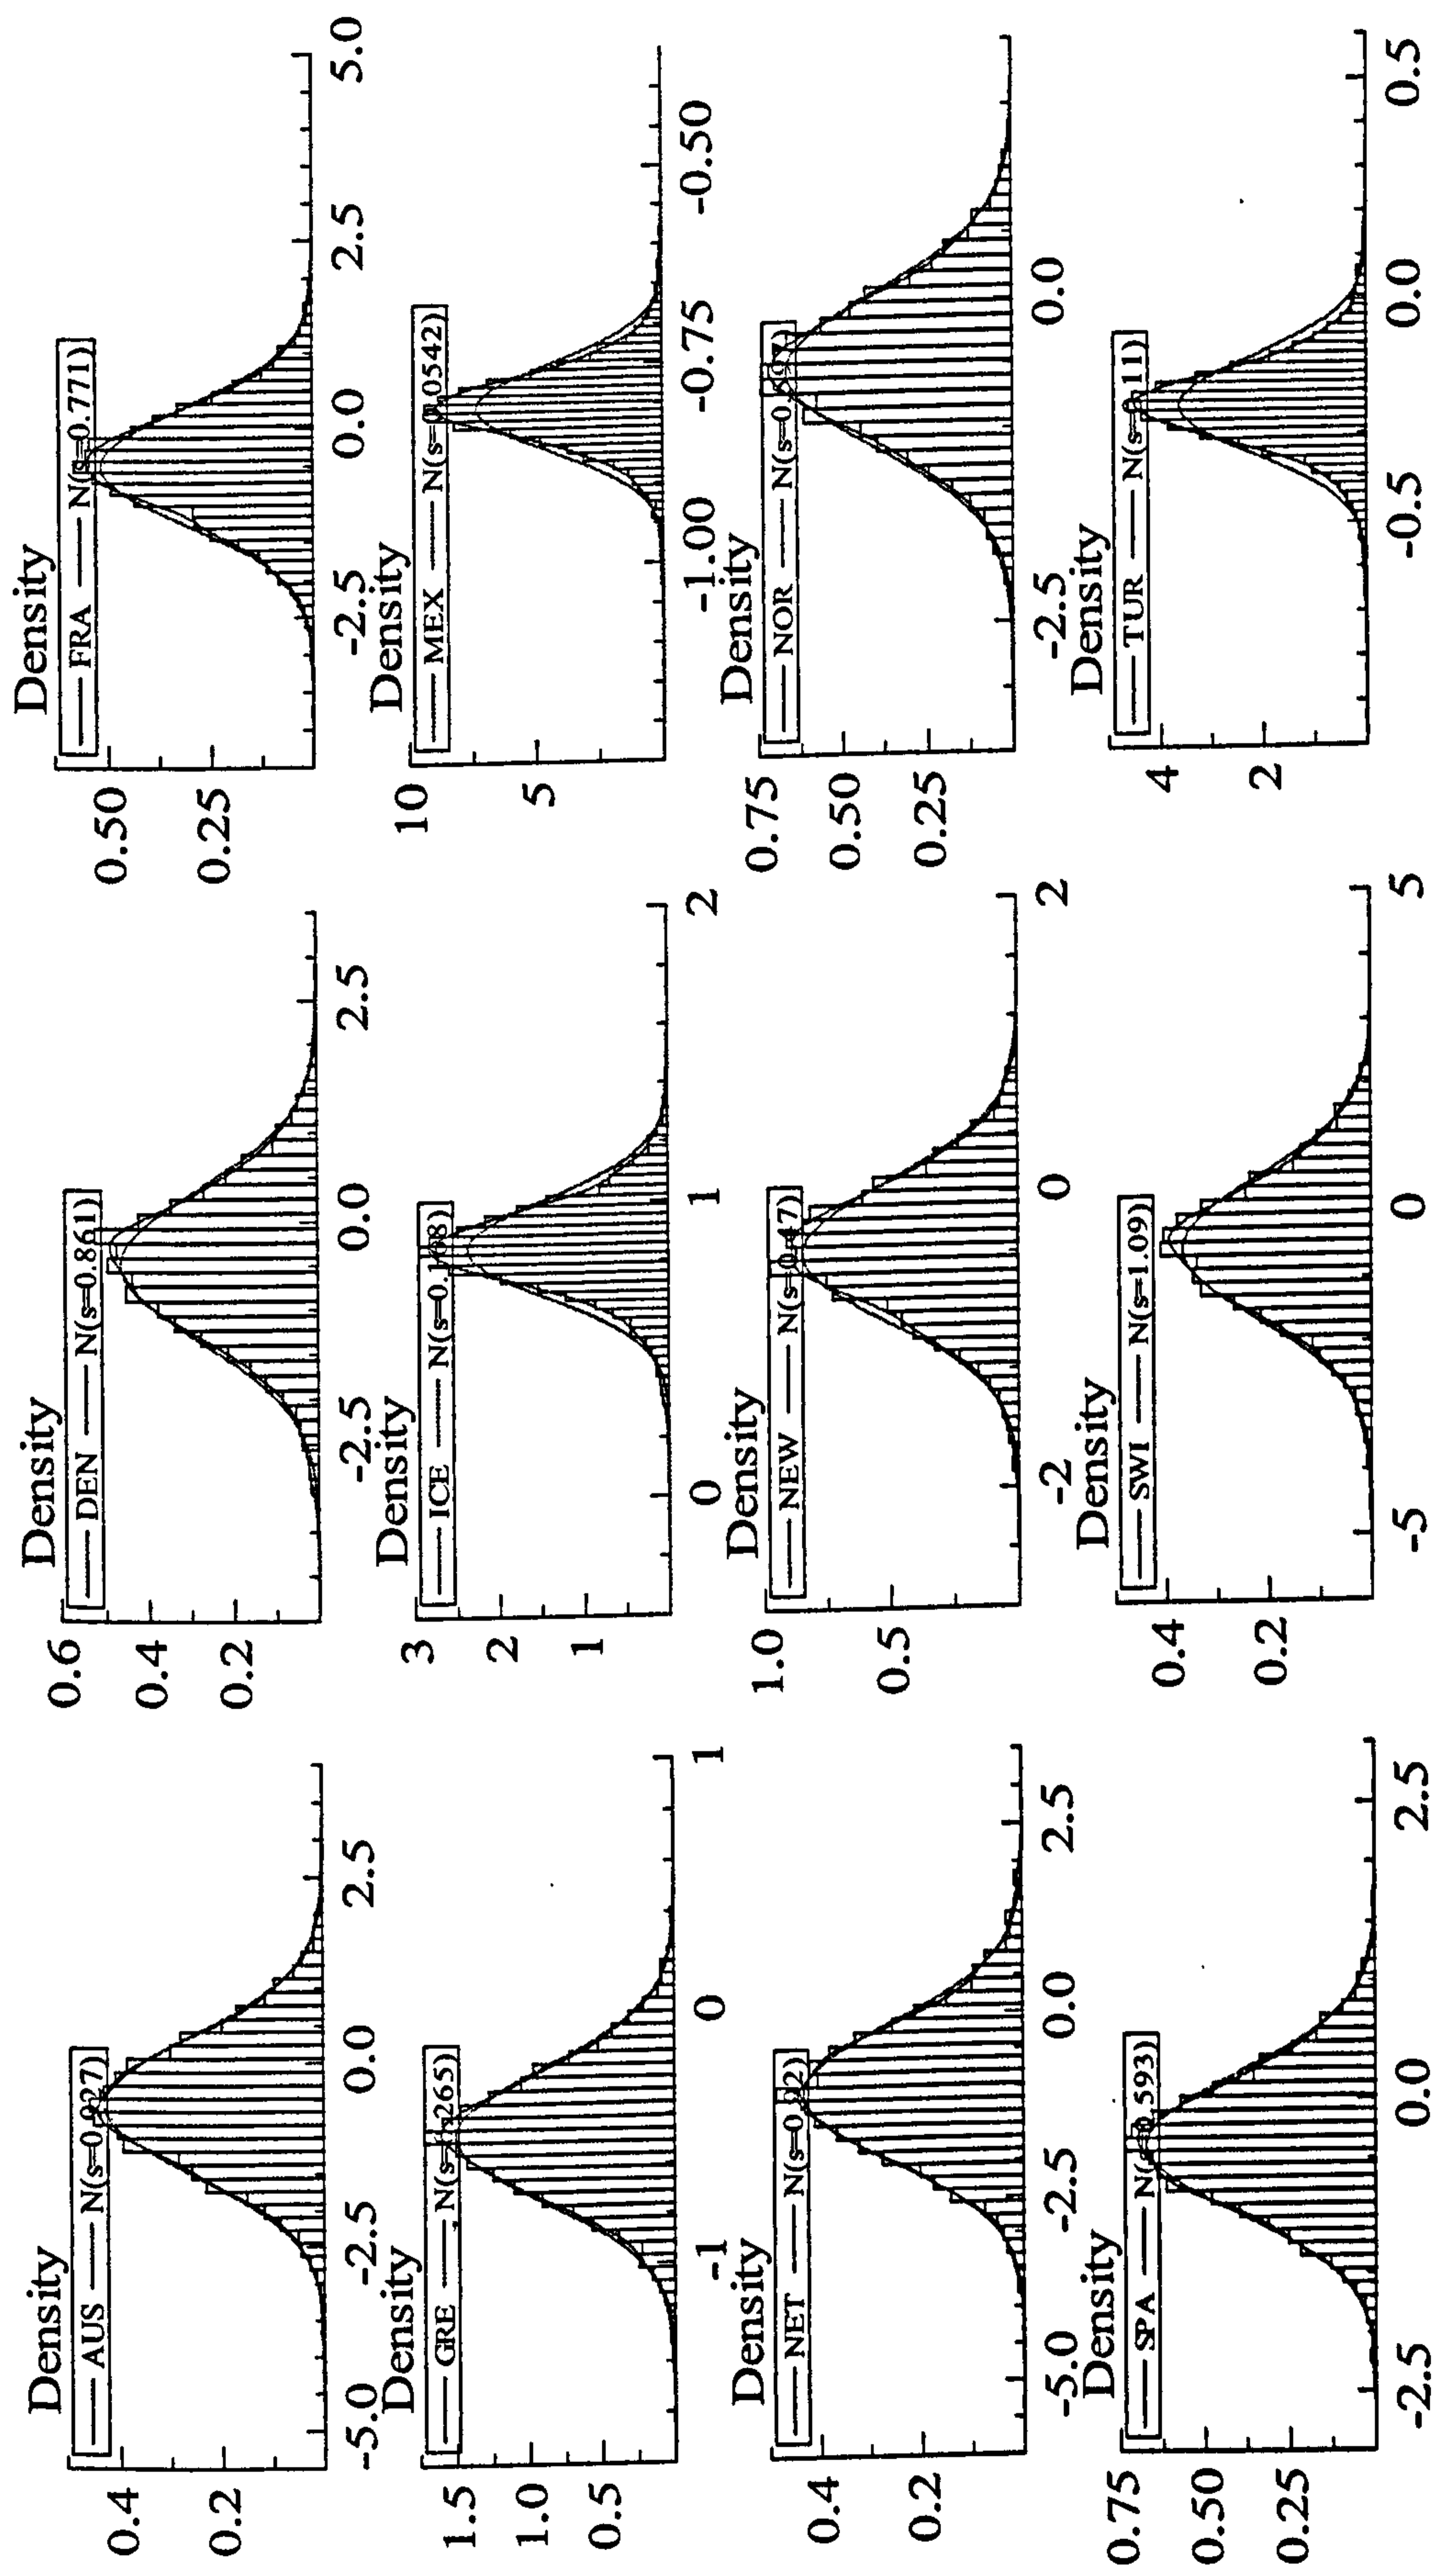 Density
AUS N(s=0.927)
0.4
0.2
-5.0 -2.5 0.0 2.5
Density
DEN N(s=0.861)
0.6
0.4
0.2
-2.5 0.0 2.5
Density
FRA N(s=0.771)
0.50
0.25
-2.5 0.0 2.5 5.0
Density
GRE N(s=0.265)
1.5
1.0
0.5
-1 0 1
Density
ICE
3
2
1
0 1 2
Density
MEX N(s=0.0542)
10
5
-1.00 -0.75 -0.50
Density
NET N(s=0.92)
0.4
0.2
-5.0 -2.5 0.0 2.5
Density
NEW
1.0
0.5
-2 0 2
Density
NOR
0.75
0.50
0.25
-2.5 0.0
Density
SPA N(s=0.593)
0.75
0.50
0.25
-2.5 0.0 2.5
Density
SWI N(s=1.09)
0.4
0.2
-5 0 5
Density
TUR N(s=0.11)
4
2
-0.5 0.0 0.5